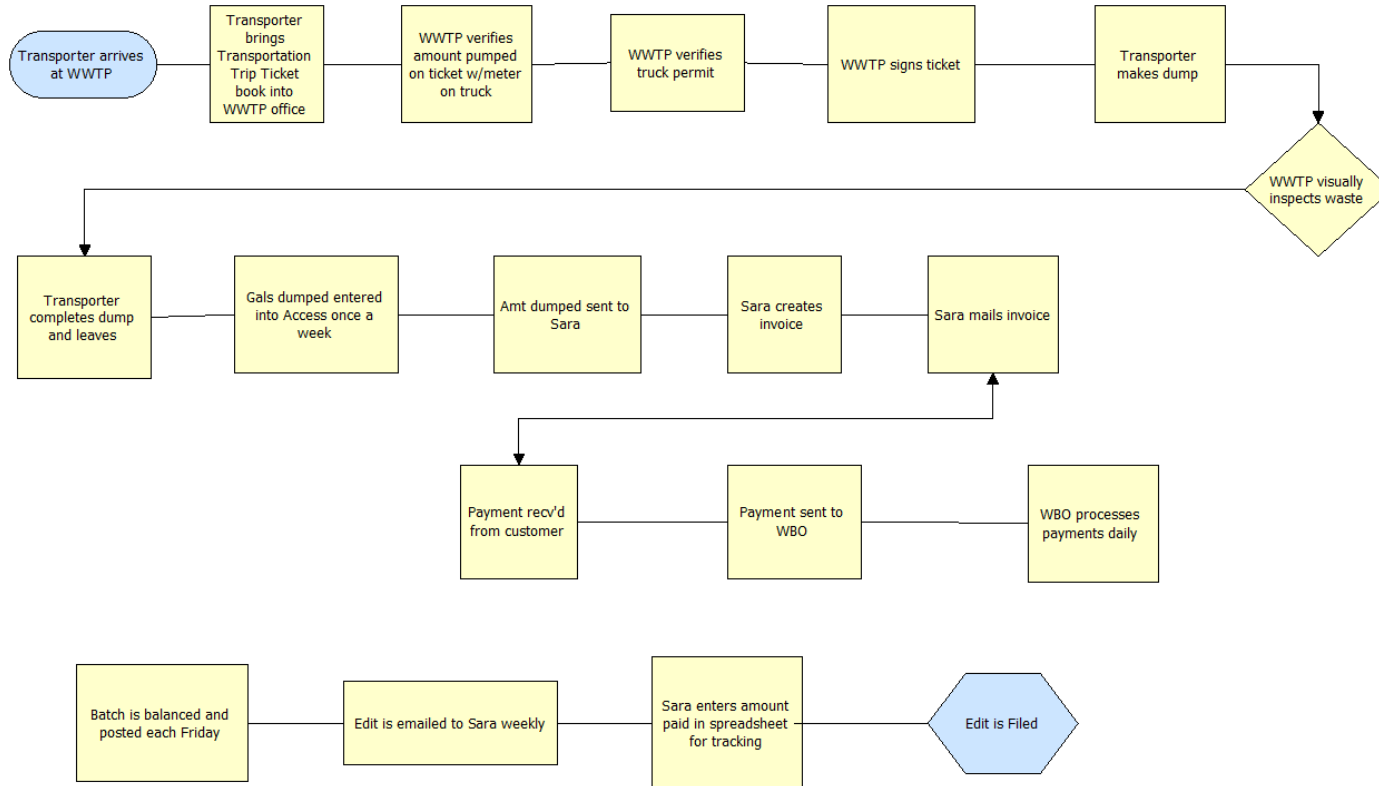 Transporter arrives
at WWTP
Transporter
brings
Transportation
Trip Ticket
book into
WWTP office
WWTP verifies
amount pumped
on ticket w/meter
on truck
WWTP verifies
truck permit
WWTP signs ticket
Transporter
makes dump
WWTP visually
inspects waste
Transporter
completes dump
and leaves
Gals dumped entered
into Access once a
week
Amt dumped sent to
Sara
Sara creates
invoice
Sara mails invoice
Payment recv'd
from customer
Payment sent to
WBO
WBO processes
payments daily
Batch is balanced and
posted each Friday
Edit is emailed to Sara weekly
Sara enters amount
paid in spreadsheet
for tracking
Edit is Filed